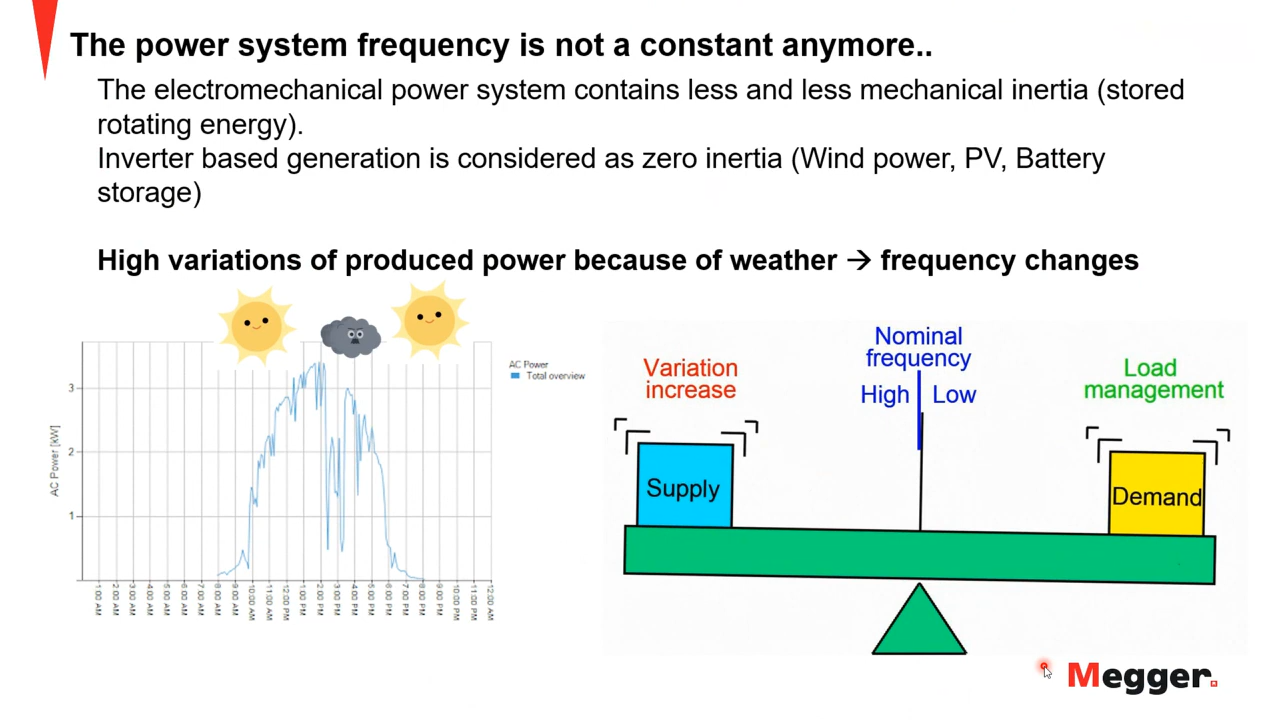 The power system frequency is not a constant anymore..
The electromechanical power system contains less and less mechanical inertia (stored
rotating energy).
Inverter based generation is considered as zero inertia (Wind power, PV, Battery
storage)
High variations of produced power because of weather → frequency changes
AC Power
Total overview
AC Power [kW]
3
2
1
1:00 AM
2:00 AM
3:00 AM
4:00 AM
5:00 AM
6:00 AM
7:00 AM
8:00 AM
9:00 AM
10:00 AM
11:00 AM
12:00 PM
1:00 PM
2:00 PM
3:00 PM
4:00 PM
5:00 PM
6:00 PM
7:00 PM
8:00 PM
9:00 PM
10:00 PM
11:00 PM
12:00 AM
Variation
increase
Nominal
frequency
High Low
Load
management
Supply
Demand
Megger.